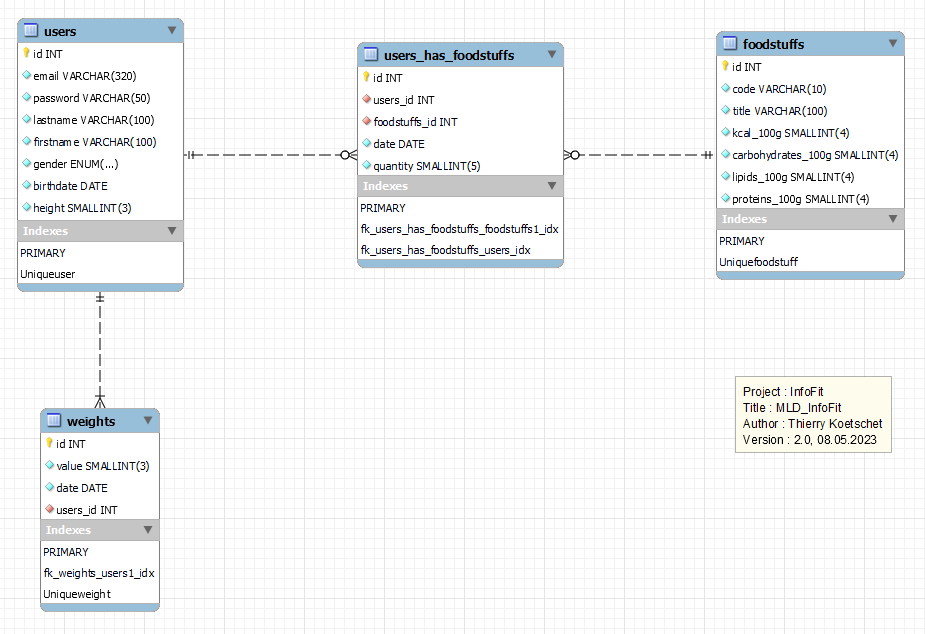 users
id INT
email VARCHAR(320)
password VARCHAR(50)
lastname VARCHAR(100)
firstname VARCHAR(100)
gender ENUM(...)
birthdate DATE
height SMALLINT(3)
Indexes
PRIMARY
Uniqueuser
users_has_foodstuffs
id INT
users_id INT
foodstuffs_id INT
date DATE
quantity SMALLINT(5)
Indexes
PRIMARY
fk_users_has_foodstuffs_foodstuffs1_idx
fk_users_has_foodstuffs_users_idx
foodstuffs
id INT
code VARCHAR(10)
title VARCHAR(100)
kcal_100g SMALLINT(4)
carbohydrates_100g SMALLINT(4)
lipids_100g SMALLINT(4)
proteins_100g SMALLINT(4)
Indexes
PRIMARY
Uniquefoodstuff
weights
id INT
value SMALLINT(3)
date DATE
users_id INT
Indexes
PRIMARY
fk_weights_users1_idx
Uniqueweight
Project : InfoFit
Title : MLD_InfoFit
Author : Thierry Koetschet
Version : 2.0, 08.05.2023